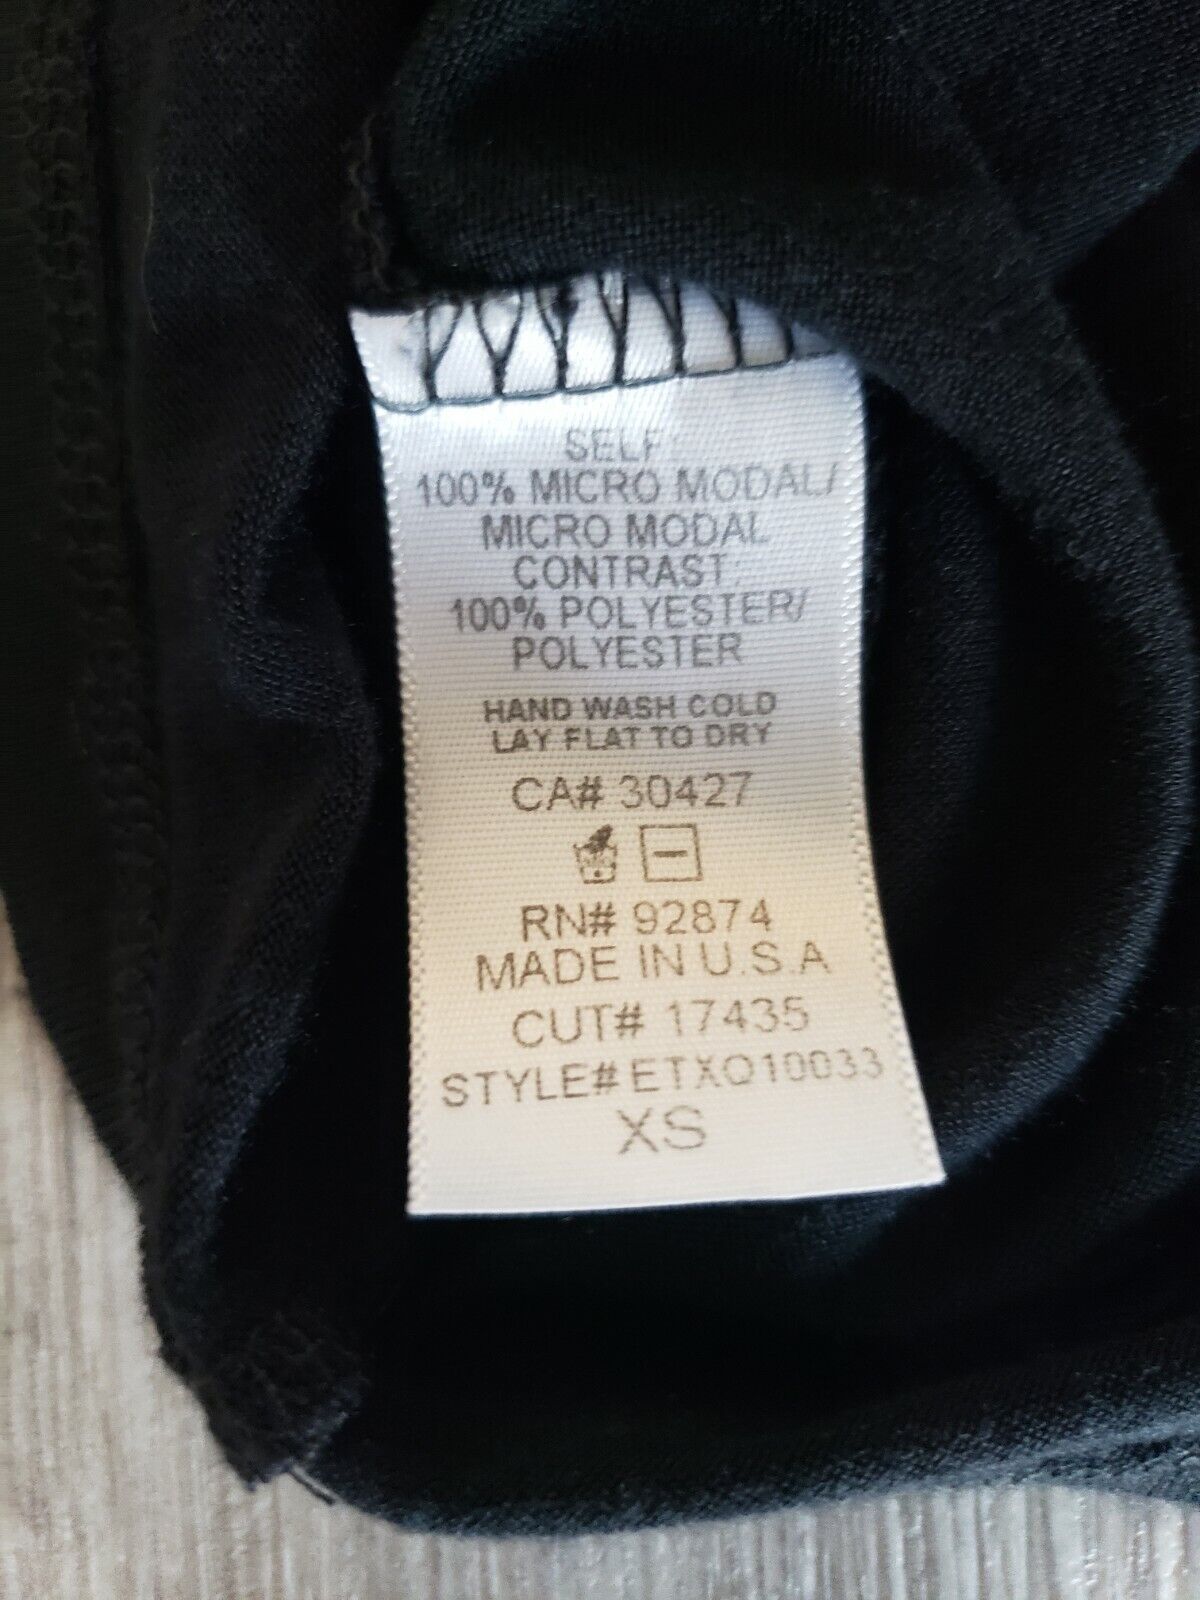 SELF:
100% MICRO MODAL/
MICRO MODAL
CONTRAST:
100% POLYESTER/
POLYESTER
HAND WASH COLD
LAY FLAT TO DRY
CA# 30427
RN# 92874
MADE IN U.S.A
CUT# 17435
STYLE# ETXO10033
XS